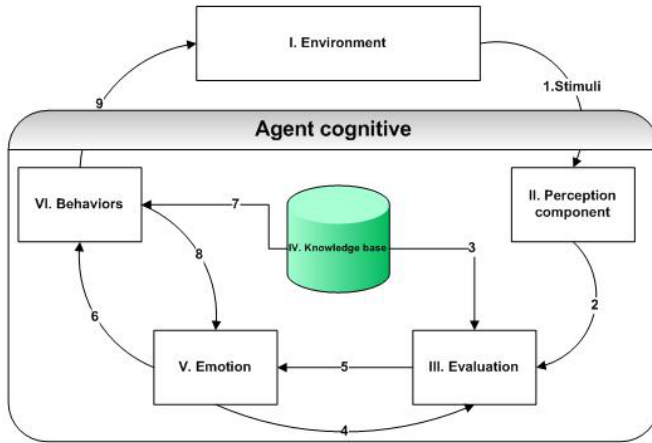 I. Environment
1.Stimuli
9
Agent cognitive
VI. Behaviors
7
IV. Knowledge base
3
II. Perception
component
8
2
6
V. Emotion
5
III. Evaluation
4